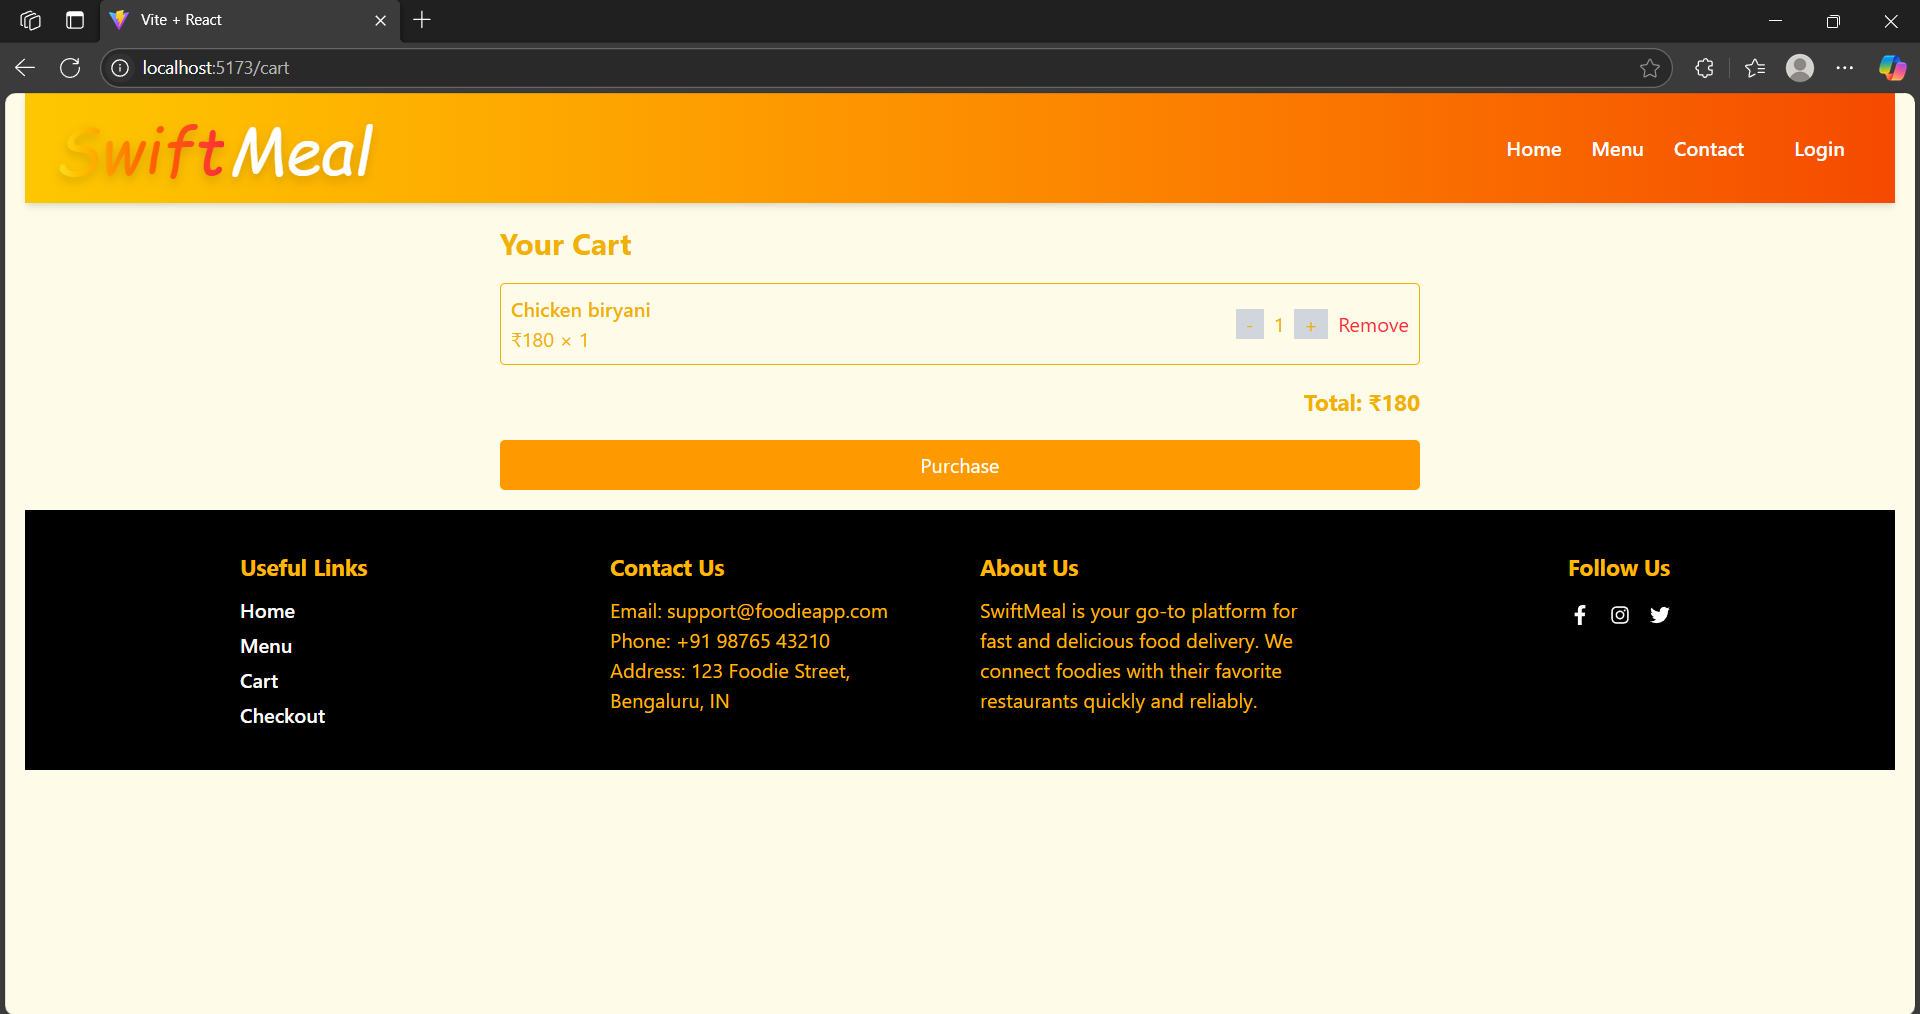 Vite + React
localhost:5173/cart
SwiftMeal
Home Menu Contact Login
Your Cart
Chicken biryani
₹180 × 1
- 1 + Remove
Total: ₹180
Purchase
Useful Links
Home
Menu
Cart
Checkout
Contact Us
Email: support@foodieapp.com
Phone: +91 98765 43210
Address: 123 Foodie Street,
Bengaluru, IN
About Us
SwiftMeal is your go-to platform for
fast and delicious food delivery. We
connect foodies with their favorite
restaurants quickly and reliably.
Follow Us